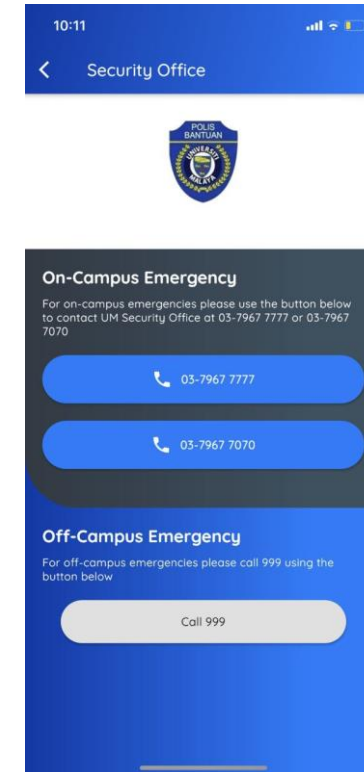 10:11
Security Office
POLIS
BANTUAN
UNIVERSITI
MALAYA
On-Campus Emergency
For on-campus emergencies please use the button below
to contact UM Security Office at 03-7967 7777 or 03-7967
7070
03-7967 7777
03-7967 7070
Off-Campus Emergency
For off-campus emergencies please call 999 using the
button below
Call 999